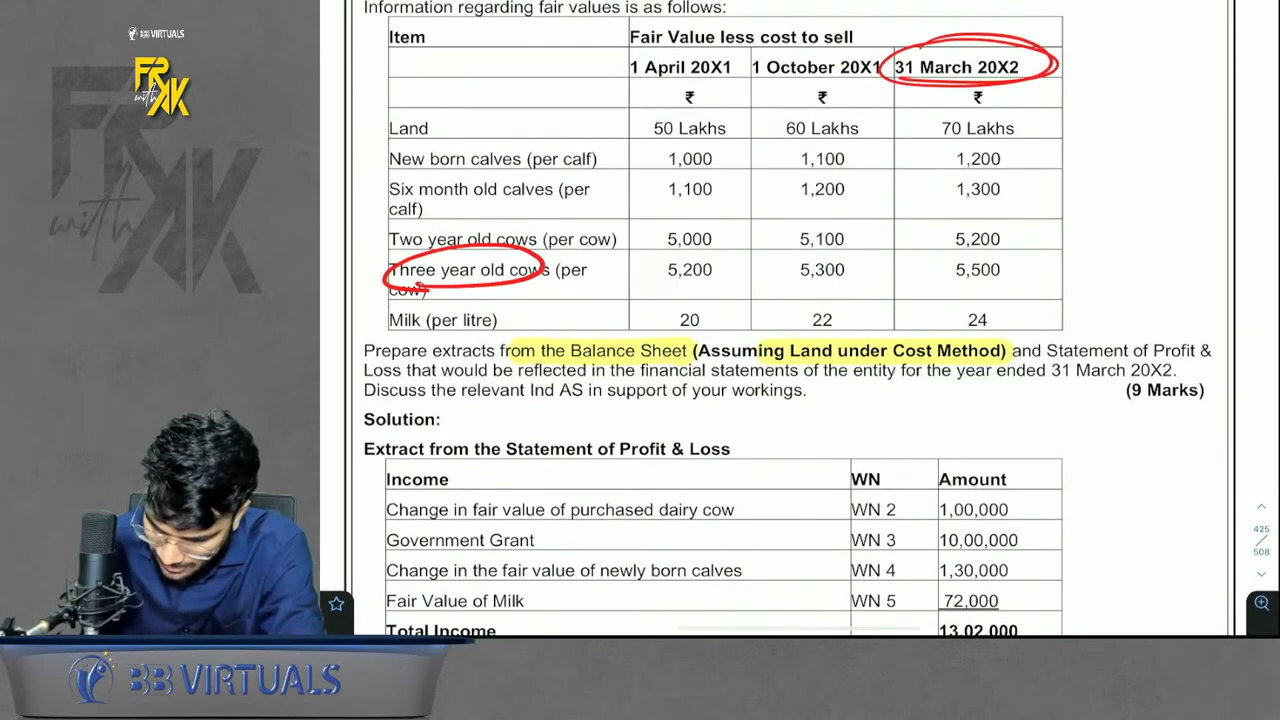 BB VIRTUALS
FR
with
AK
FR
with
AK
Information regarding fair values is as follows:
Item Fair Value less cost to sell
1 April 20X1 1 October 20X1 31 March 20X2
₹ ₹ ₹
Land 50 Lakhs 60 Lakhs 70 Lakhs
New born calves (per calf) 1,000 1,100 1,200
Six month old calves (per calf) 1,100 1,200 1,300
Two year old cows (per cow) 5,000 5,100 5,200
Three year old cows (per cow) 5,200 5,300 5,500
Milk (per litre) 20 22 24
Prepare extracts from the Balance Sheet (Assuming Land under Cost Method) and Statement of Profit &
Loss that would be reflected in the financial statements of the entity for the year ended 31 March 20X2.
Discuss the relevant Ind AS in support of your workings. (9 Marks)
Solution:
Extract from the Statement of Profit & Loss
Income WN Amount
Change in fair value of purchased dairy cow WN 2 1,00,000
Government Grant WN 3 10,00,000
Change in the fair value of newly born calves WN 4 1,30,000
Fair Value of Milk WN 5 72,000
Total Income 13,02,000
425
/
508
BB VIRTUALS